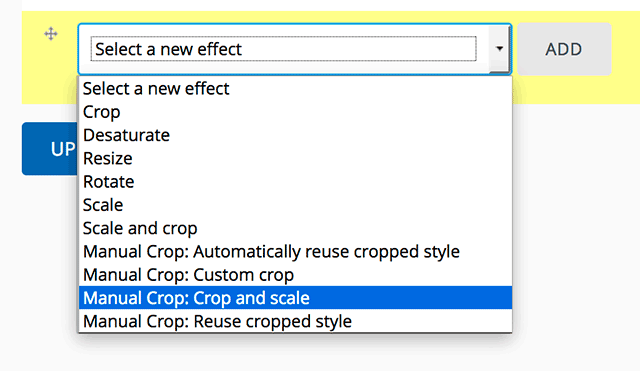 Select a new effect
ADD
Select a new effect
Crop
Desaturate
Resize
Rotate
Scale
Scale and crop
Manual Crop: Automatically reuse cropped style
Manual Crop: Custom crop
Manual Crop: Crop and scale
Manual Crop: Reuse cropped style
UP